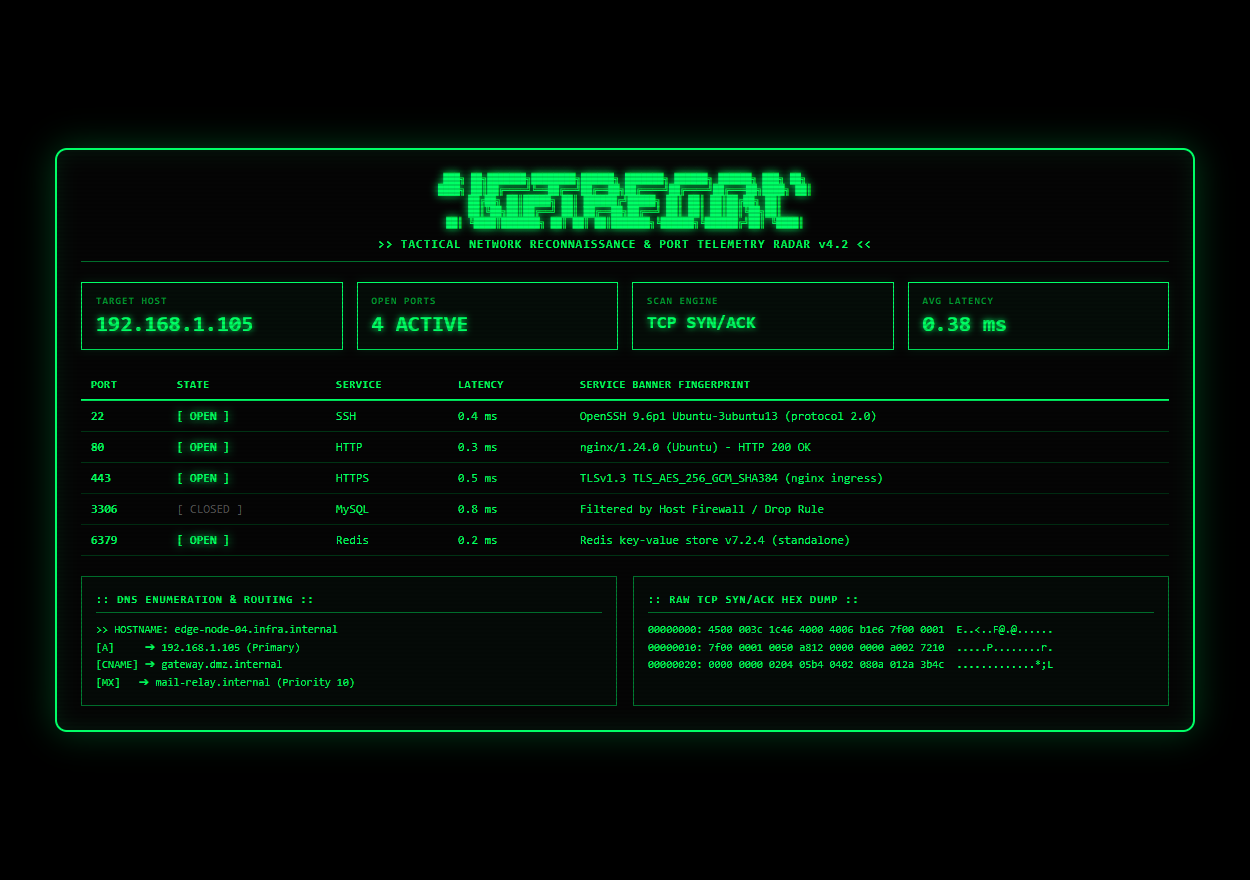 >> TACTICAL NETWORK RECONNAISSANCE & PORT TELEMETRY RADAR v4.2 <<
TARGET HOST
192.168.1.105
OPEN PORTS
4 ACTIVE
SCAN ENGINE
TCP SYN/ACK
AVG LATENCY
0.38 ms
PORT STATE SERVICE LATENCY SERVICE BANNER FINGERPRINT
22 [ OPEN ] SSH 0.4 ms OpenSSH 9.6p1 Ubuntu-3ubuntu13 (protocol 2.0)
80 [ OPEN ] HTTP 0.3 ms nginx/1.24.0 (Ubuntu) - HTTP 200 OK
443 [ OPEN ] HTTPS 0.5 ms TLSv1.3 TLS_AES_256_GCM_SHA384 (nginx ingress)
3306 [ CLOSED ] MySQL 0.8 ms Filtered by Host Firewall / Drop Rule
6379 [ OPEN ] Redis 0.2 ms Redis key-value store v7.2.4 (standalone)
:: DNS ENUMERATION & ROUTING ::
>> HOSTNAME: edge-node-04.infra.internal
[A] ➔ 192.168.1.105 (Primary)
[CNAME] ➔ gateway.dmz.internal
[MX] ➔ mail-relay.internal (Priority 10)
:: RAW TCP SYN/ACK HEX DUMP ::
00000000: 4500 003c 1c46 4000 4006 b1e6 7f00 0001 E..<..F@.@......
00000010: 7f00 0001 0050 a812 0000 0000 a002 7210 .....P........r.
00000020: 0000 0000 0204 05b4 0402 080a 012a 3b4c .............*;L